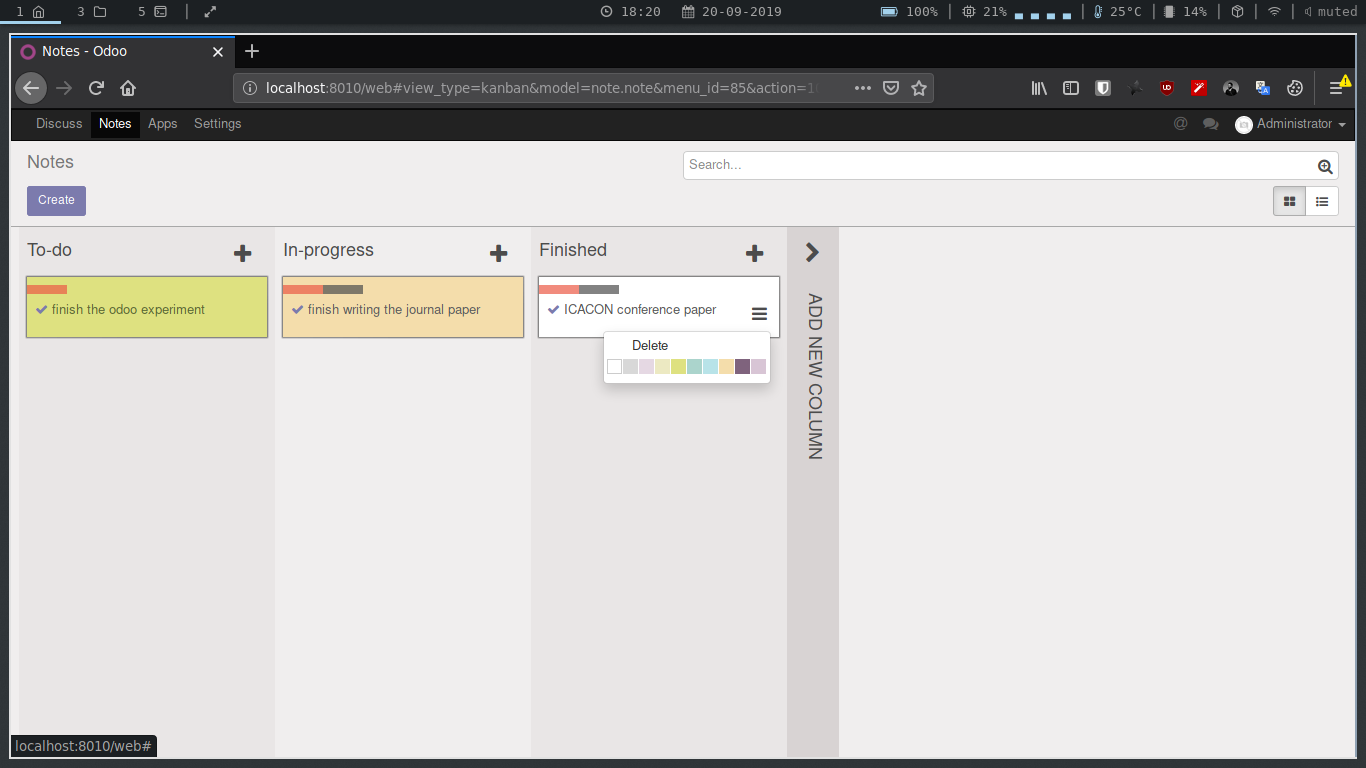 1 3 5 18:20 20-09-2019 100% 21% 25°C 14% muted
Notes - Odoo
localhost:8010/web#view_type=kanban&model=note.note&menu_id=85&action=1
Discuss Notes Apps Settings Administrator
Notes
Search...
Create
To-do In-progress Finished
finish the odoo experiment finish writing the journal paper ICACON conference paper
Delete
ADD NEW COLUMN
localhost:8010/web#